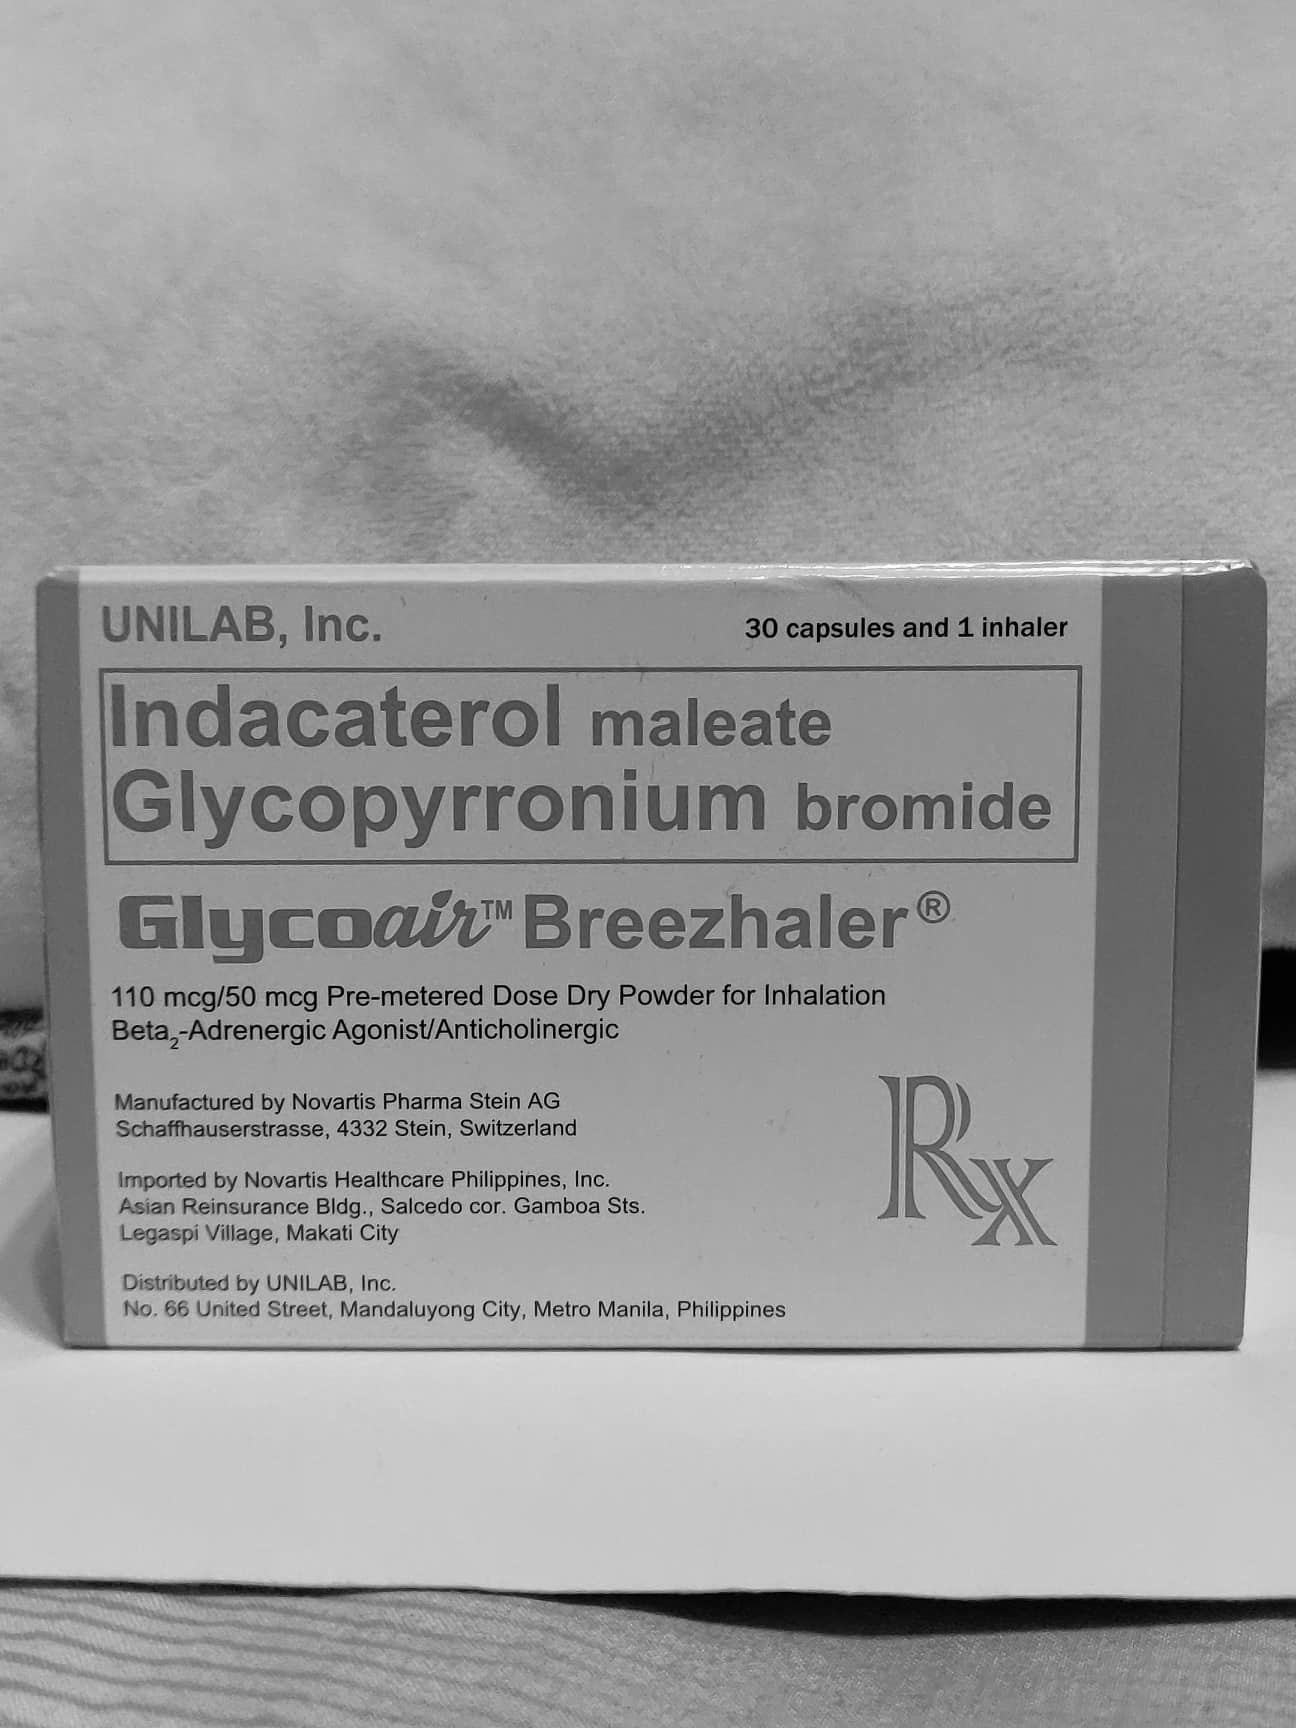 UNILAB, Inc.
30 capsules and 1 inhaler
Indacaterol maleate
Glycopyrronium bromide
Glycoair™ Breezhaler®
110 mcg/50 mcg Pre-metered Dose Dry Powder for Inhalation
Beta₂-Adrenergic Agonist/Anticholinergic
Manufactured by Novartis Pharma Stein AG
Schaffhauserstrasse, 4332 Stein, Switzerland
Rx
Imported by Novartis Healthcare Philippines, Inc.
Asian Reinsurance Bldg., Salcedo cor. Gamboa Sts.
Legaspi Village, Makati City
Distributed by UNILAB, Inc.
No. 66 United Street, Mandaluyong City, Metro Manila, Philippines